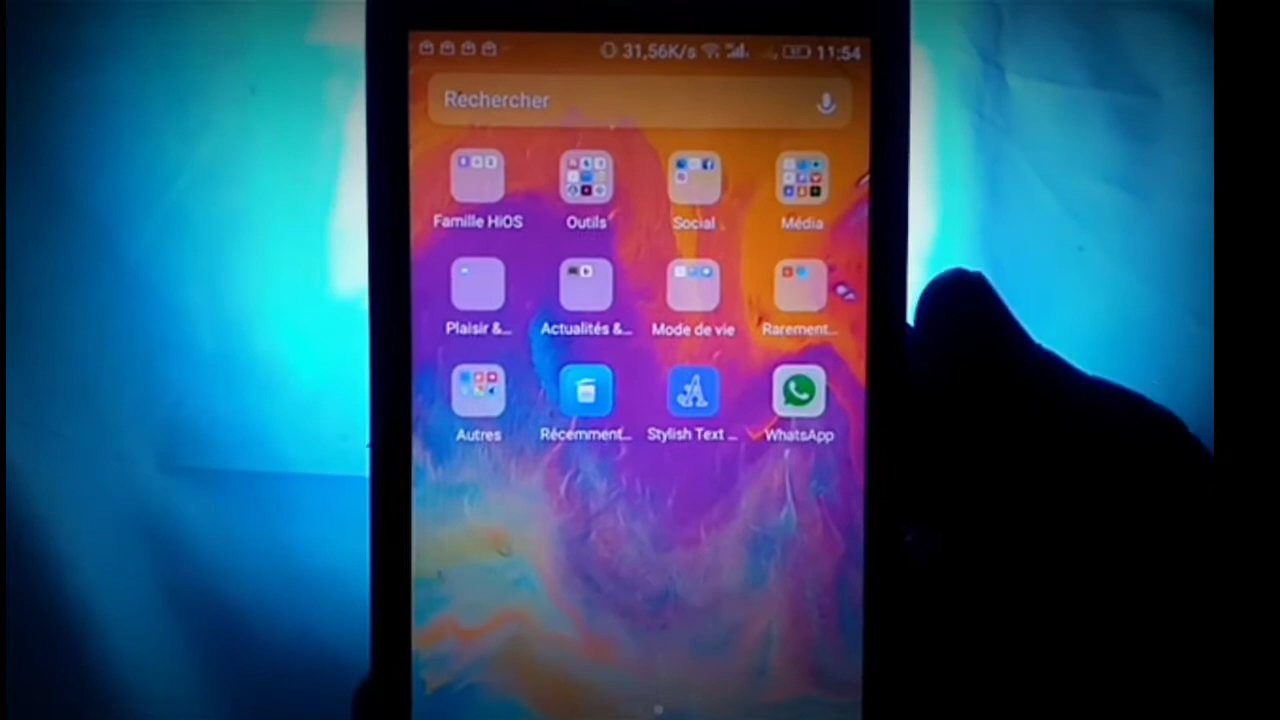 31,56K/s 11:54
Rechercher
Famille HiOS Outils Social Média
Plaisir &... Actualités &... Mode de vie Rarement...
Autres Récemment... Stylish Text ... WhatsApp